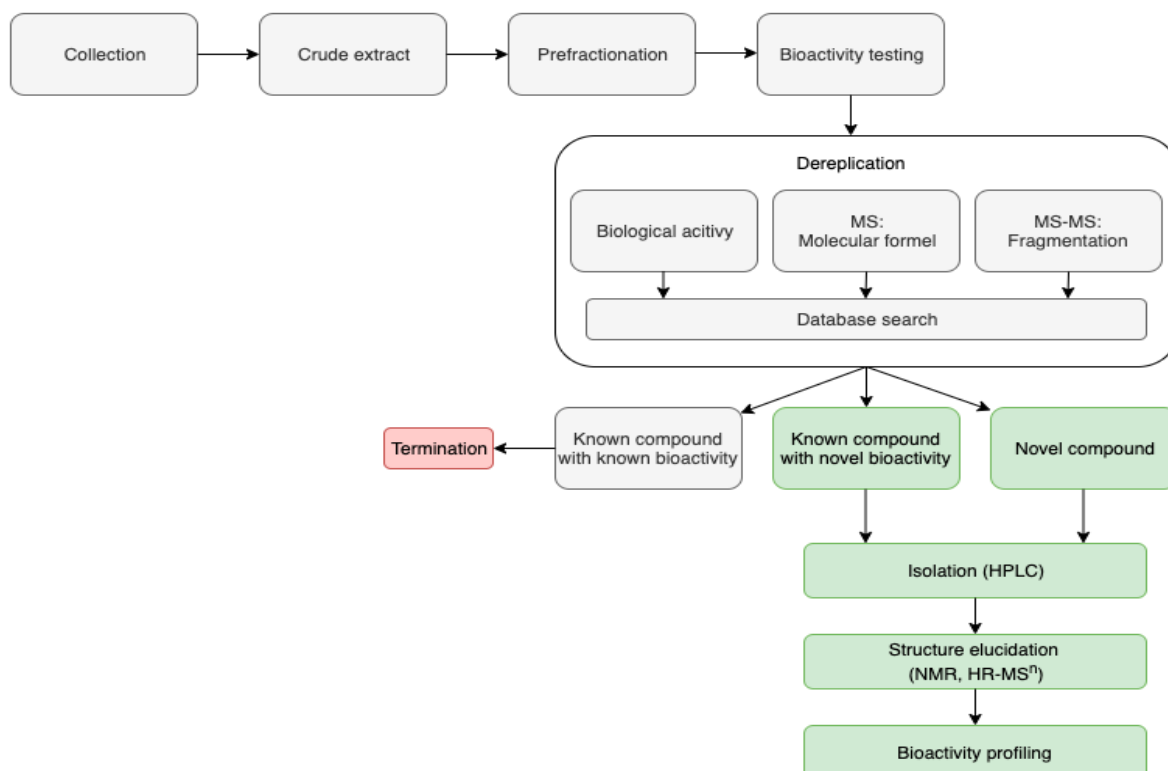 Collection
Crude extract
Prefractionation
Bioactivity testing
Dereplication
Biological acitivy
MS:
Molecular formel
MS-MS:
Fragmentation
Database search
Termination
Known compound
with known bioactivity
Known compound
with novel bioactivity
Novel compound
Isolation (HPLC)
Structure elucidation
(NMR, HR-MSⁿ)
Bioactivity profiling